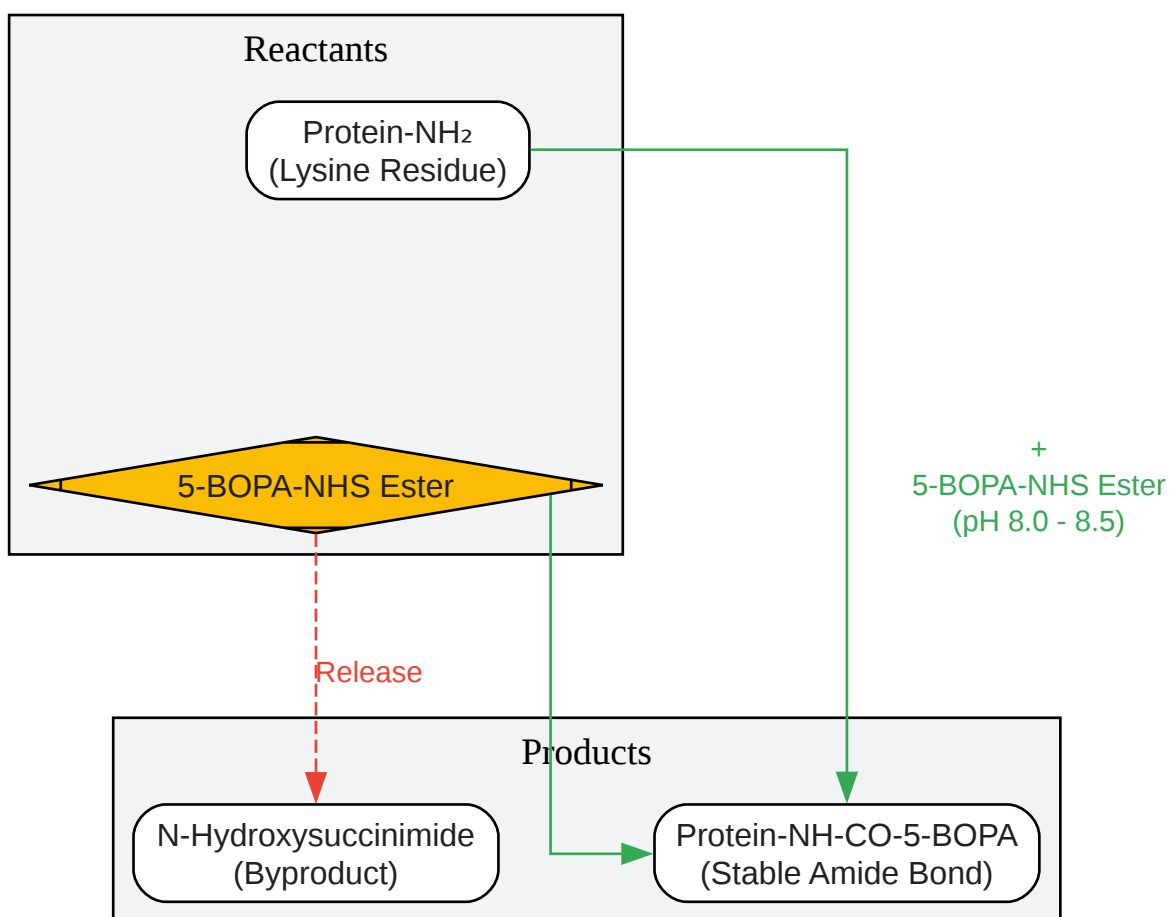 Reactants
Protein-NH₂
(Lysine Residue)
5-BOPA-NHS Ester
+
5-BOPA-NHS Ester
(pH 8.0 - 8.5)
Release
Products
N-Hydroxysuccinimide
(Byproduct)
Protein-NH-CO-5-BOPA
(Stable Amide Bond)